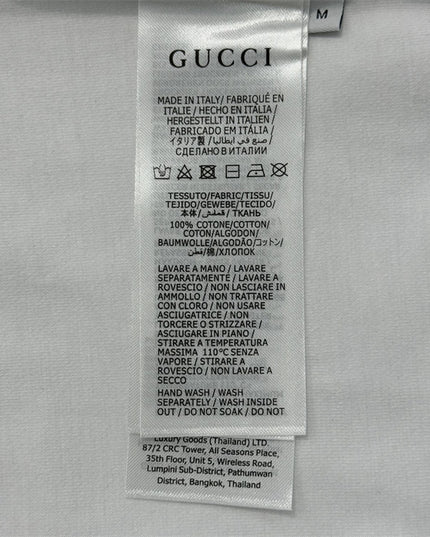 M
GUCCI
MADE IN ITALY/ FABRIQUÉ EN
ITALIE / HECHO EN ITALIA/
HERGESTELLT IN ITALIEN/
FABRICADO EM ITÁLIA/
イタリア製 / صنع في ايطاليا/
СДЕЛАНО В ИТАЛИИ
TESSUTO/FABRIC/TISSU/
TEJIDO/GEWEBE/TECIDO/
本体/ قماش/ ТКАНЬ
100% COTONE/COTTON/
COTON/ALGODON/
BAUMWOLLE/ALGODÃO/コットン/
قطن/棉/ХЛОПОК
LAVARE A MANO / LAVARE
SEPARATAMENTE / LAVARE A
ROVESCIO / NON LASCIARE IN
AMMOLLO / NON TRATTARE
CON CLORO / NON USARE
ASCIUGATRICE / NON
TORCERE O STRIZZARE /
ASCIUGARE IN PIANO /
STIRARE A TEMPERATURA
MASSIMA 110°C SENZA
VAPORE / STIRARE A
ROVESCIO / NON LAVARE A
SECCO
HAND WASH / WASH
SEPARATELY / WASH INSIDE
OUT / DO NOT SOAK / DO NOT
Luxury Goods (Thailand) LTD
87/2 CRC Tower, All Seasons Place,
35th Floor, Unit 5, Wireless Road,
Lumpini Sub-District, Pathumwan
District, Bangkok, Thailand